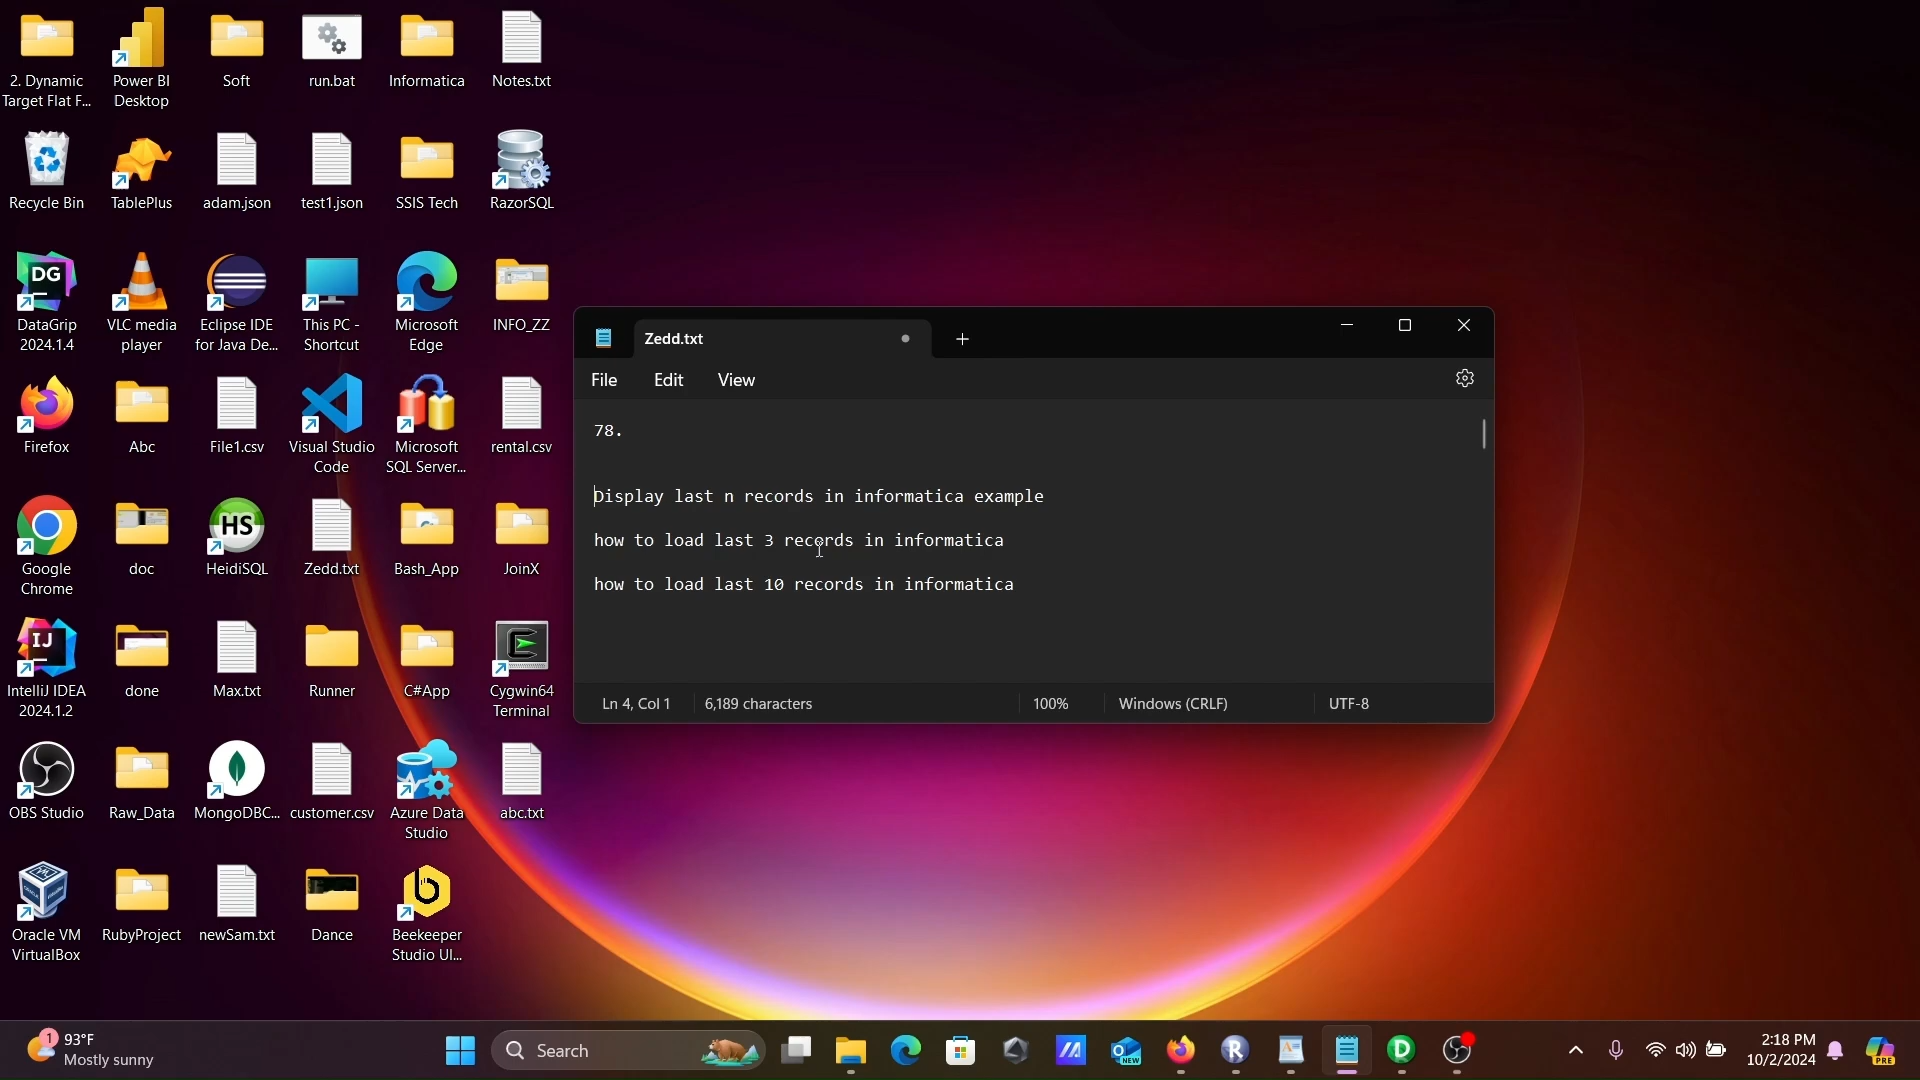 2. Dynamic
Target Flat F...
Power BI
Desktop
Soft
run.bat
Informatica
Notes.txt
Recycle Bin
TablePlus
adam.json
test1.json
SSIS Tech
RazorSQL
DG
DataGrip
2024.1.4
VLC media
player
Eclipse IDE
for Java De...
This PC -
Shortcut
Microsoft
Edge
INFO_ZZ
Firefox
Abc
File1.csv
Visual Studio
Code
Microsoft
SQL Server...
rental.csv
Google
Chrome
doc
HS
HeidiSQL
Zedd.txt
Bash_App
JoinX
IJ
IntelliJ IDEA
2024.1.2
done
Max.txt
Runner
C#App
Cygwin64
Terminal
OBS Studio
Raw_Data
MongoDBC...
customer.csv
Azure Data
Studio
abc.txt
Oracle VM
VirtualBox
RubyProject
newSam.txt
Dance
Beekeeper
Studio UI...
Zedd.txt
File Edit View
78.
Display last n records in informatica example
how to load last 3 records in informatica
how to load last 10 records in informatica
Ln 4, Col 1
6,189 characters
100%
Windows (CRLF)
UTF-8
1
93°F
Mostly sunny
Search
NEW
R
D
2:18 PM
10/2/2024
PRE